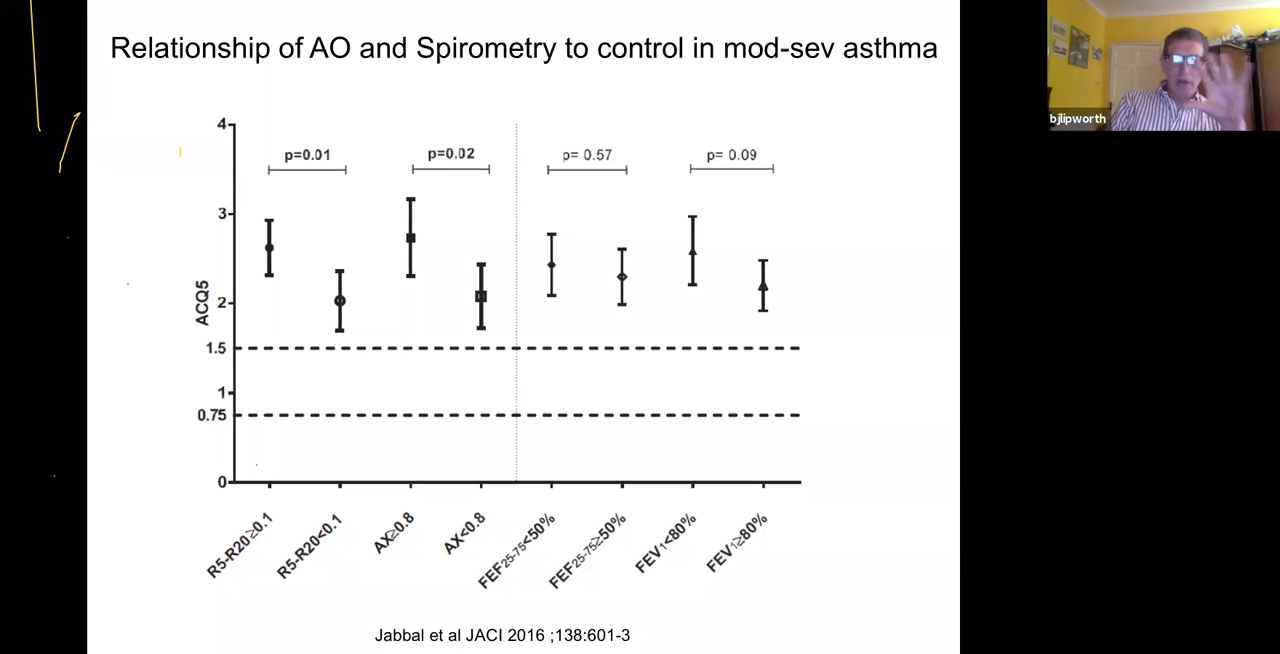 Relationship of AO and Spirometry to control in mod-sev asthma
bjlipworth
4
p=0.01
p=0.02
p= 0.57
p= 0.09
3
ACQ5
2
1.5
1
0.75
0
R5-R20≥0.1
R5-R20<0.1
AX≥0.8
AX<0.8
FEF25-75<50%
FEF25-75≥50%
FEV1<80%
FEV1≥80%
Jabbal et al JACI 2016 ;138:601-3